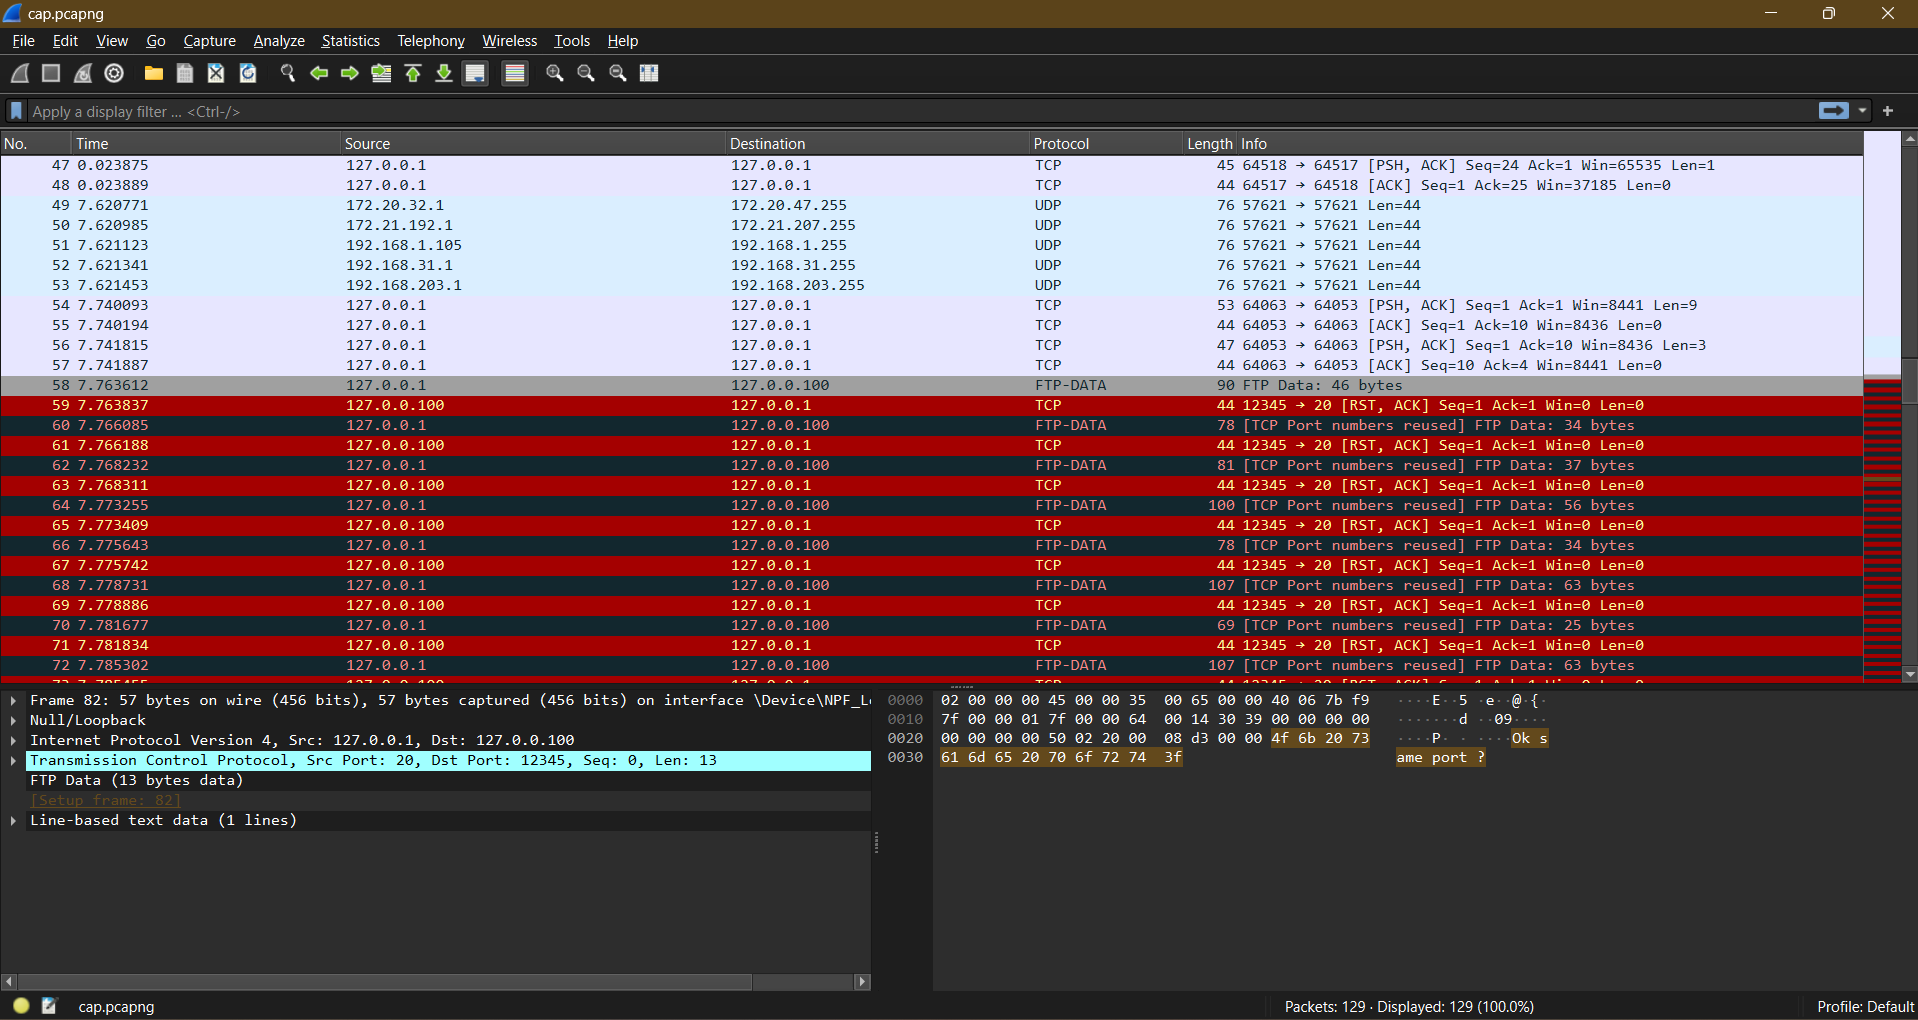 cap.pcapng
File Edit View Go Capture Analyze Statistics Telephony Wireless Tools Help
Apply a display filter ... <Ctrl-/>
No. Time Source Destination Protocol Length Info
47 0.023875 127.0.0.1 127.0.0.1 TCP 45 64518 → 64517 [PSH, ACK] Seq=24 Ack=1 Win=65535 Len=1
48 0.023889 127.0.0.1 127.0.0.1 TCP 44 64517 → 64518 [ACK] Seq=1 Ack=25 Win=37185 Len=0
49 7.620771 172.20.32.1 172.20.47.255 UDP 76 57621 → 57621 Len=44
50 7.620985 172.21.192.1 172.21.207.255 UDP 76 57621 → 57621 Len=44
51 7.621123 192.168.1.105 192.168.1.255 UDP 76 57621 → 57621 Len=44
52 7.621341 192.168.31.1 192.168.31.255 UDP 76 57621 → 57621 Len=44
53 7.621453 192.168.203.1 192.168.203.255 UDP 76 57621 → 57621 Len=44
54 7.740093 127.0.0.1 127.0.0.1 TCP 53 64063 → 64053 [PSH, ACK] Seq=1 Ack=1 Win=8441 Len=9
55 7.740194 127.0.0.1 127.0.0.1 TCP 44 64053 → 64063 [ACK] Seq=1 Ack=10 Win=8436 Len=0
56 7.741815 127.0.0.1 127.0.0.1 TCP 47 64053 → 64063 [PSH, ACK] Seq=1 Ack=10 Win=8436 Len=3
57 7.741887 127.0.0.1 127.0.0.1 TCP 44 64063 → 64053 [ACK] Seq=10 Ack=4 Win=8441 Len=0
58 7.763612 127.0.0.1 127.0.0.100 FTP-DATA 90 FTP Data: 46 bytes
59 7.763837 127.0.0.100 127.0.0.1 TCP 44 12345 → 20 [RST, ACK] Seq=1 Ack=1 Win=0 Len=0
60 7.766085 127.0.0.1 127.0.0.100 FTP-DATA 78 [TCP Port numbers reused] FTP Data: 34 bytes
61 7.766188 127.0.0.100 127.0.0.1 TCP 44 12345 → 20 [RST, ACK] Seq=1 Ack=1 Win=0 Len=0
62 7.768232 127.0.0.1 127.0.0.100 FTP-DATA 81 [TCP Port numbers reused] FTP Data: 37 bytes
63 7.768311 127.0.0.100 127.0.0.1 TCP 44 12345 → 20 [RST, ACK] Seq=1 Ack=1 Win=0 Len=0
64 7.773255 127.0.0.1 127.0.0.100 FTP-DATA 100 [TCP Port numbers reused] FTP Data: 56 bytes
65 7.773409 127.0.0.100 127.0.0.1 TCP 44 12345 → 20 [RST, ACK] Seq=1 Ack=1 Win=0 Len=0
66 7.775643 127.0.0.1 127.0.0.100 FTP-DATA 78 [TCP Port numbers reused] FTP Data: 34 bytes
67 7.775742 127.0.0.100 127.0.0.1 TCP 44 12345 → 20 [RST, ACK] Seq=1 Ack=1 Win=0 Len=0
68 7.778731 127.0.0.1 127.0.0.100 FTP-DATA 107 [TCP Port numbers reused] FTP Data: 63 bytes
69 7.778886 127.0.0.100 127.0.0.1 TCP 44 12345 → 20 [RST, ACK] Seq=1 Ack=1 Win=0 Len=0
70 7.781677 127.0.0.1 127.0.0.100 FTP-DATA 69 [TCP Port numbers reused] FTP Data: 25 bytes
71 7.781834 127.0.0.100 127.0.0.1 TCP 44 12345 → 20 [RST, ACK] Seq=1 Ack=1 Win=0 Len=0
72 7.785302 127.0.0.1 127.0.0.100 FTP-DATA 107 [TCP Port numbers reused] FTP Data: 63 bytes
Frame 82: 57 bytes on wire (456 bits), 57 bytes captured (456 bits) on interface \Device\NPF_L
Null/Loopback
Internet Protocol Version 4, Src: 127.0.0.1, Dst: 127.0.0.100
Transmission Control Protocol, Src Port: 20, Dst Port: 12345, Seq: 0, Len: 13
FTP Data (13 bytes data)
[Setup frame: 82]
Line-based text data (1 lines)
0000 02 00 00 00 45 00 00 35 00 65 00 00 40 06 7b f9 ····E··5 ·e··@·{·
0010 7f 00 00 01 7f 00 00 64 00 14 30 39 00 00 00 00 ·······d ··09····
0020 00 00 00 00 50 02 20 00 08 d3 00 00 4f 6b 20 73 ····P· · ····Ok s
0030 61 6d 65 20 70 6f 72 74 3f ame port ?
cap.pcapng
Packets: 129 · Displayed: 129 (100.0%)
Profile: Default